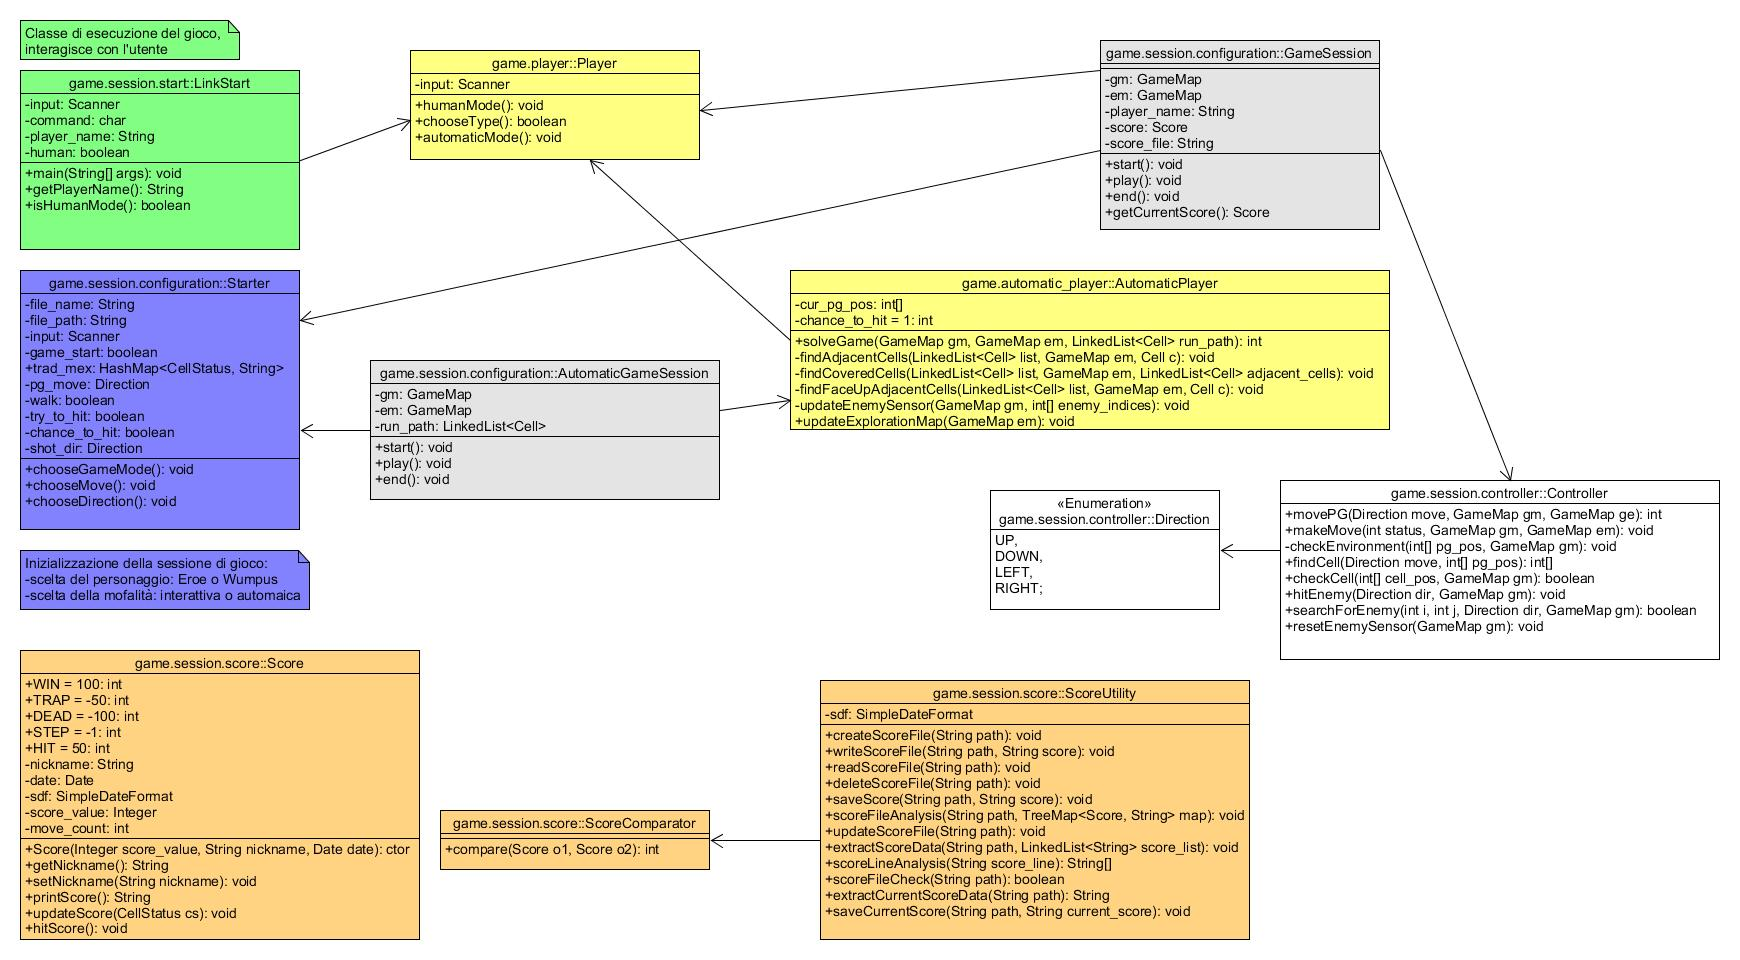 Classe di esecuzione del gioco,
interagisce con l'utente
game.session.start::LinkStart
-input: Scanner
-command: char
-player_name: String
-human: boolean
+main(String[] args): void
+getPlayerName(): String
+isHumanMode(): boolean
game.player::Player
-input: Scanner
+humanMode(): void
+chooseType(): boolean
+automaticMode(): void
game.session.configuration::GameSession
-gm: GameMap
-em: GameMap
-player_name: String
-score: Score
-score_file: String
+start(): void
+play(): void
+end(): void
+getCurrentScore(): Score
game.session.configuration::Starter
-file_name: String
-file_path: String
-input: Scanner
-game_start: boolean
+trad_mex: HashMap<CellStatus, String>
-pg_move: Direction
-walk: boolean
-try_to_hit: boolean
-chance_to_hit: boolean
-shot_dir: Direction
+chooseGameMode(): void
+chooseMove(): void
+chooseDirection(): void
game.session.configuration::AutomaticGameSession
-gm: GameMap
-em: GameMap
-run_path: LinkedList<Cell>
+start(): void
+play(): void
+end(): void
game.automatic_player::AutomaticPlayer
-cur_pg_pos: int[]
-chance_to_hit = 1: int
+solveGame(GameMap gm, GameMap em, LinkedList<Cell> run_path): int
-findAdjacentCells(LinkedList<Cell> list, GameMap em, Cell c): void
-findCoveredCells(LinkedList<Cell> list, GameMap em, LinkedList<Cell> adjacent_cells): void
-findFaceUpAdjacentCells(LinkedList<Cell> list, GameMap em, Cell c): void
-updateEnemySensor(GameMap gm, int[] enemy_indices): void
+updateExplorationMap(GameMap em): void
«Enumeration»
game.session.controller::Direction
UP,
DOWN,
LEFT,
RIGHT;
game.session.controller::Controller
+movePG(Direction move, GameMap gm, GameMap ge): int
+makeMove(int status, GameMap gm, GameMap em): void
-checkEnvironment(int[] pg_pos, GameMap gm): void
+findCell(Direction move, int[] pg_pos): int[]
+checkCell(int[] cell_pos, GameMap gm): boolean
+hitEnemy(Direction dir, GameMap gm): void
+searchForEnemy(int i, int j, Direction dir, GameMap gm): boolean
+resetEnemySensor(GameMap gm): void
Inizializzazione della sessione di gioco:
-scelta del personaggio: Eroe o Wumpus
-scelta della mofalità: interattiva o automaica
game.session.score::Score
+WIN = 100: int
+TRAP = -50: int
+DEAD = -100: int
+STEP = -1: int
+HIT = 50: int
-nickname: String
-date: Date
-sdf: SimpleDateFormat
-score_value: Integer
-move_count: int
+Score(Integer score_value, String nickname, Date date): ctor
+getNickname(): String
+setNickname(String nickname): void
+printScore(): String
+updateScore(CellStatus cs): void
+hitScore(): void
game.session.score::ScoreComparator
+compare(Score o1, Score o2): int
game.session.score::ScoreUtility
-sdf: SimpleDateFormat
+createScoreFile(String path): void
+writeScoreFile(String path, String score): void
+readScoreFile(String path): void
+deleteScoreFile(String path): void
+saveScore(String path, String score): void
+scoreFileAnalysis(String path, TreeMap<Score, String> map): void
+updateScoreFile(String path): void
+extractScoreData(String path, LinkedList<String> score_list): void
+scoreLineAnalysis(String score_line): String[]
+scoreFileCheck(String path): boolean
+extractCurrentScoreData(String path): String
+saveCurrentScore(String path, String current_score): void